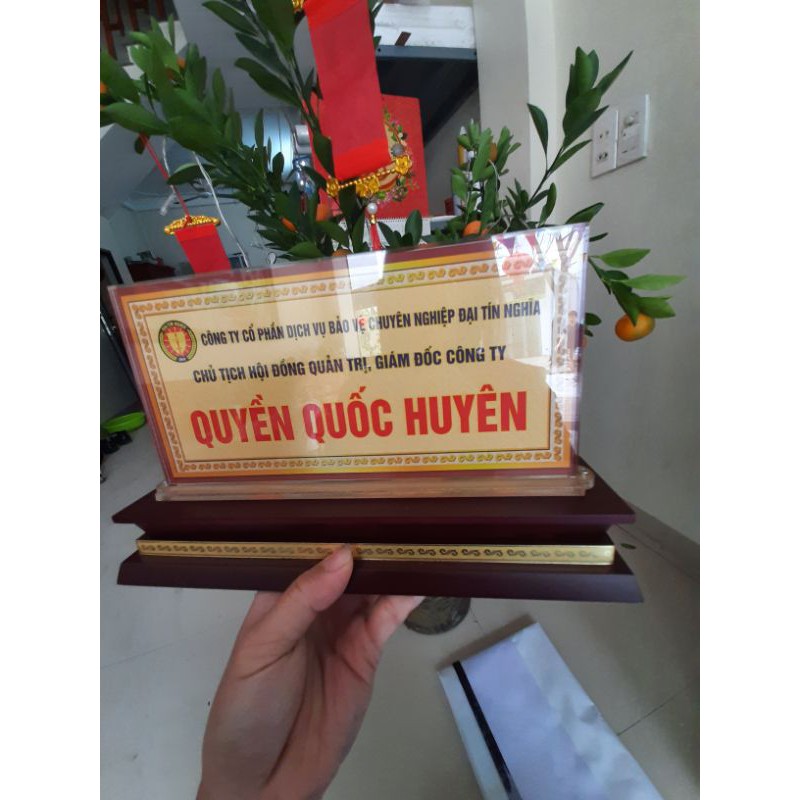 CÔNG TY CỔ PHẦN DỊCH VỤ BẢO VỆ CHUYÊN NGHIỆP ĐẠI TÍN NGHĨA
CHỦ TỊCH HỘI ĐỒNG QUẢN TRỊ, GIÁM ĐỐC CÔNG TY
QUYỀN QUỐC HUYÊN